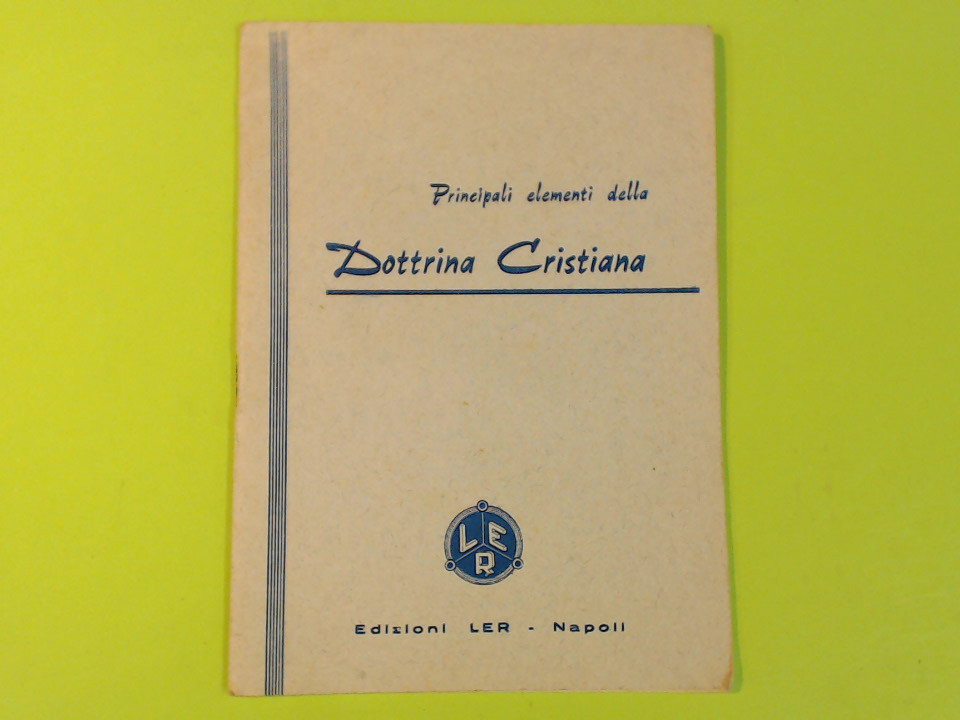 Principali elementi della
Dottrina Cristiana
LER
Edizioni LER - Napoli